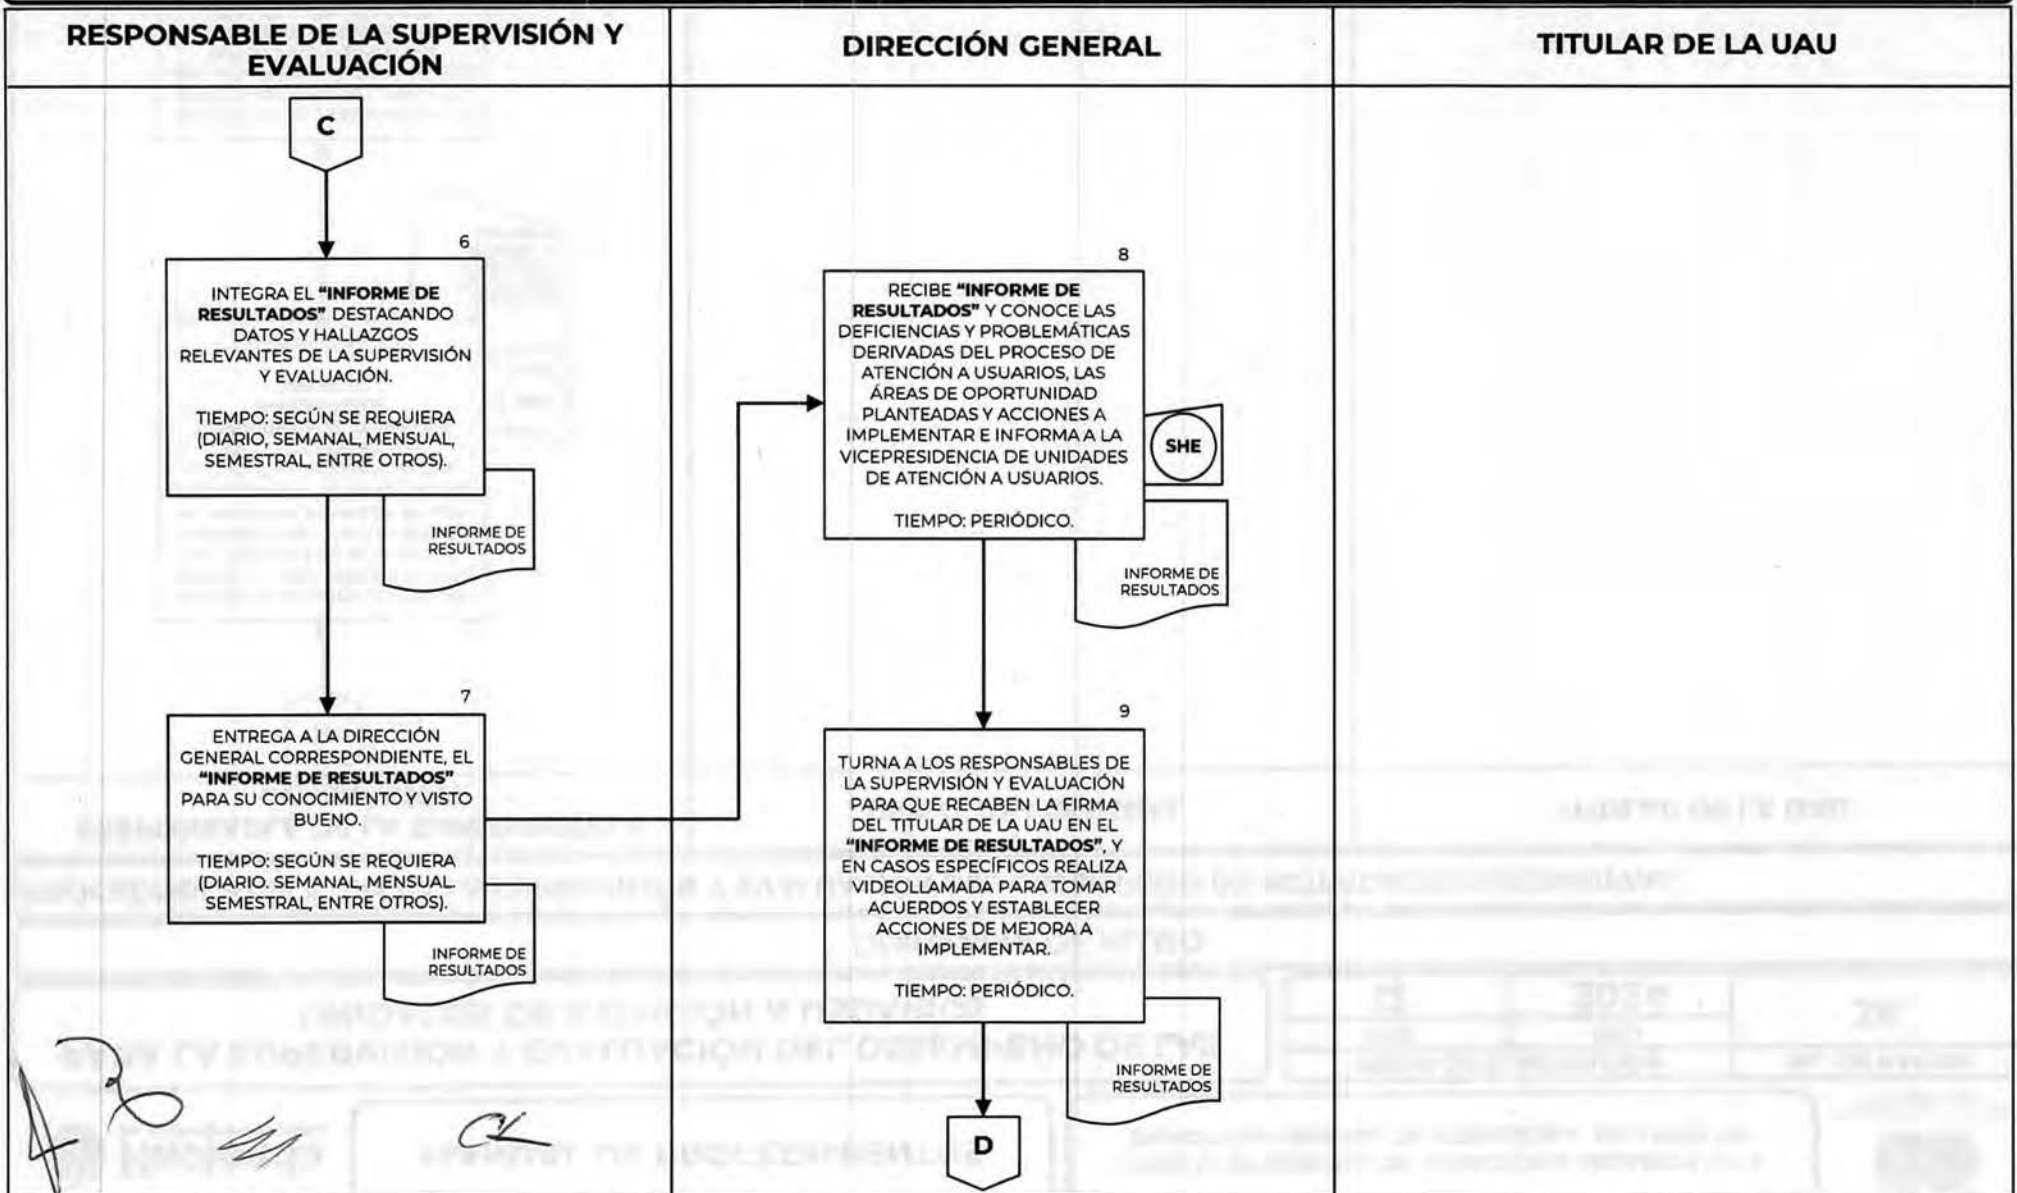 RESPONSABLE DE LA SUPERVISIÓN Y
EVALUACIÓN
DIRECCIÓN GENERAL
TITULAR DE LA UAU
C
6
INTEGRA EL "INFORME DE
RESULTADOS" DESTACANDO
DATOS Y HALLAZGOS
RELEVANTES DE LA SUPERVISIÓN
Y EVALUACIÓN.
TIEMPO: SEGÚN SE REQUIERA
(DIARIO, SEMANAL, MENSUAL,
SEMESTRAL, ENTRE OTROS).
INFORME DE
RESULTADOS
7
ENTREGA A LA DIRECCIÓN
GENERAL CORRESPONDIENTE, EL
"INFORME DE RESULTADOS"
PARA SU CONOCIMIENTO Y VISTO
BUENO.
TIEMPO: SEGÚN SE REQUIERA
(DIARIO. SEMANAL, MENSUAL
SEMESTRAL, ENTRE OTROS).
INFORME DE
RESULTADOS
8
RECIBE "INFORME DE
RESULTADOS" Y CONOCE LAS
DEFICIENCIAS Y PROBLEMÁTICAS
DERIVADAS DEL PROCESO DE
ATENCIÓN A USUARIOS, LAS
ÁREAS DE OPORTUNIDAD
PLANTEADAS Y ACCIONES A
IMPLEMENTAR E INFORMA A LA
VICEPRESIDENCIA DE UNIDADES
DE ATENCIÓN A USUARIOS.
TIEMPO: PERIÓDICO.
SHE
INFORME DE
RESULTADOS
9
TURNA A LOS RESPONSABLES DE
LA SUPERVISIÓN Y EVALUACIÓN
PARA QUE RECABEN LA FIRMA
DEL TITULAR DE LA UAU EN EL
"INFORME DE RESULTADOS", Y
EN CASOS ESPECÍFICOS REALIZA
VIDEOLLAMADA PARA TOMAR
ACUERDOS Y ESTABLECER
ACCIONES DE MEJORA A
IMPLEMENTAR.
TIEMPO: PERIÓDICO.
INFORME DE
RESULTADOS
D